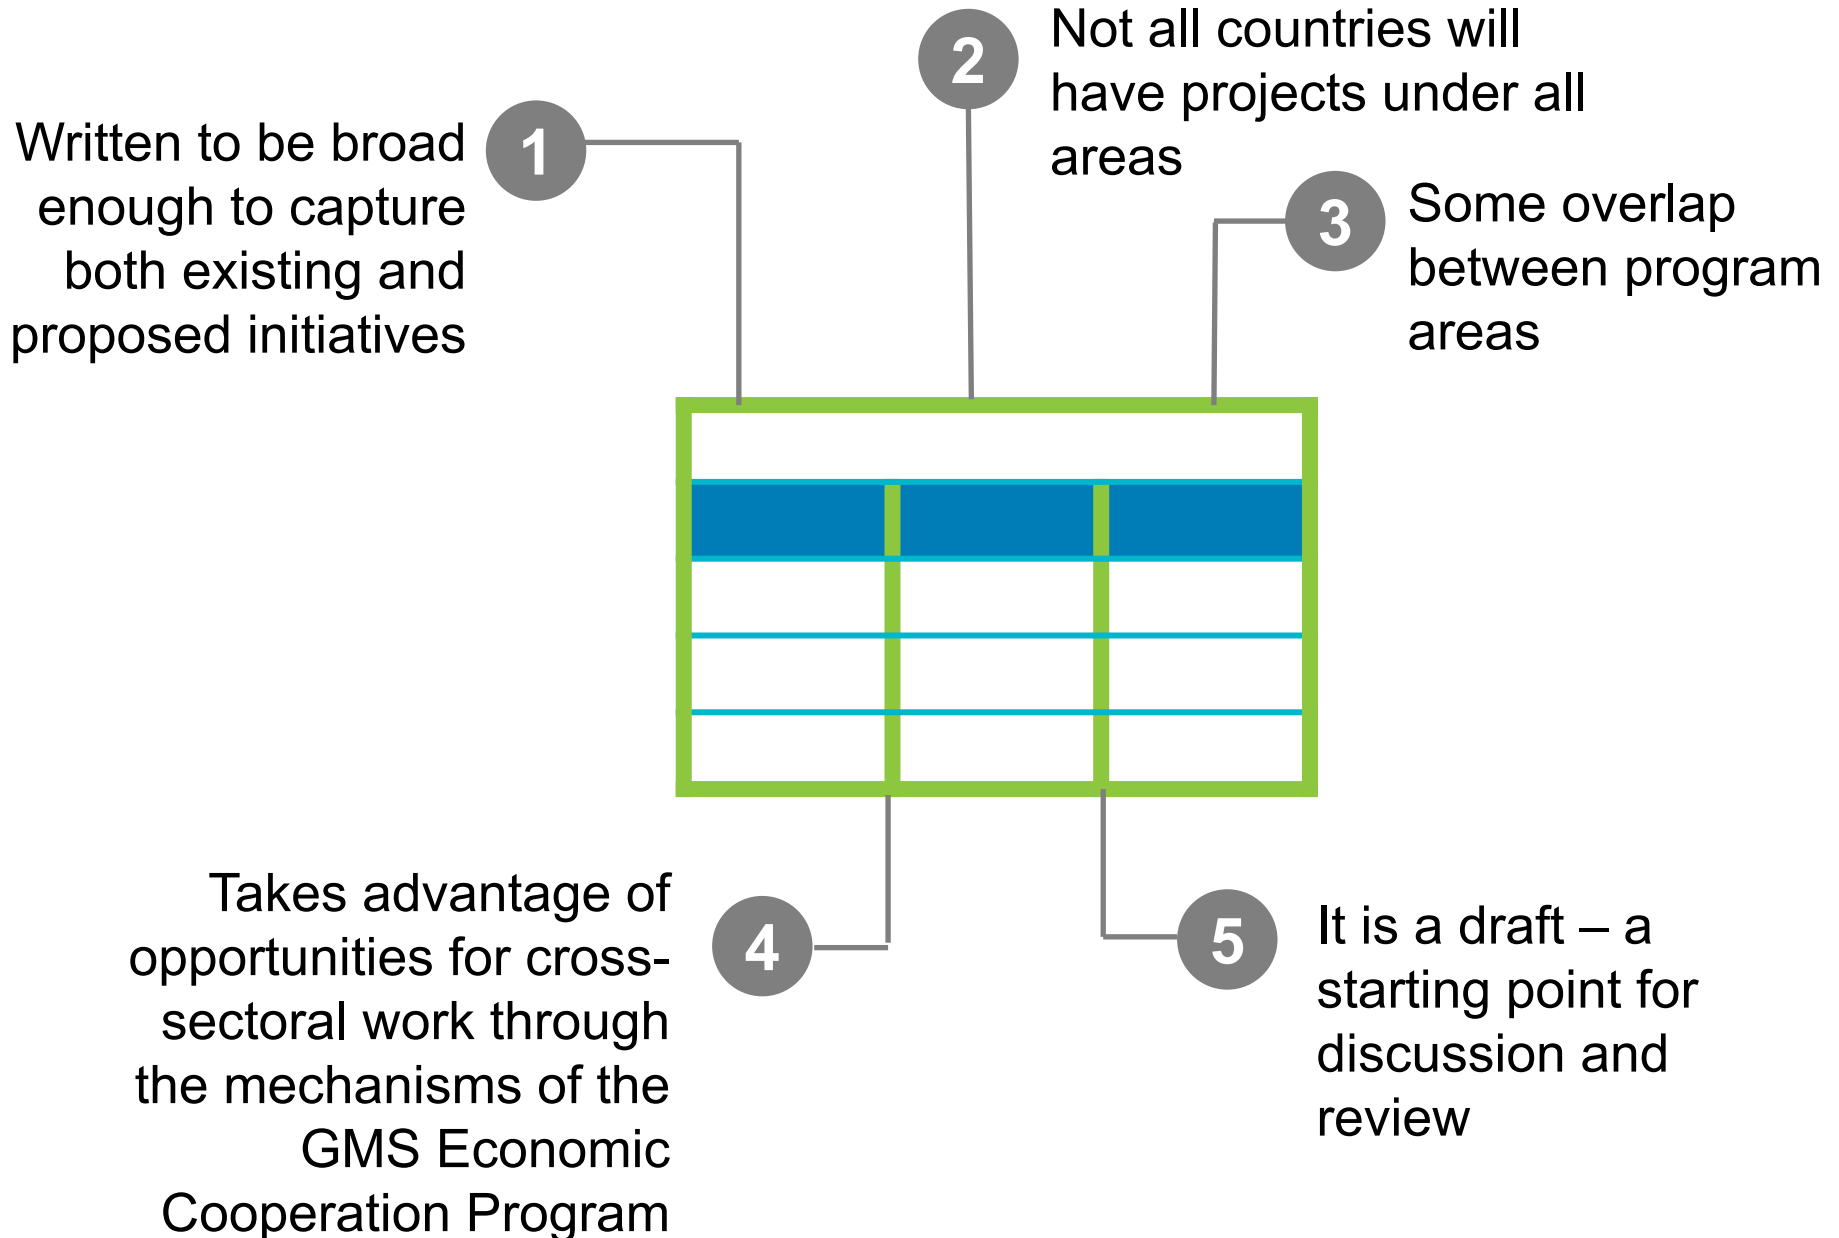 1
Written to be broad
enough to capture
both existing and
proposed initiatives
2
Not all countries will
have projects under all
areas
3
Some overlap
between program
areas
4
Takes advantage of
opportunities for cross-
sectoral work through
the mechanisms of the
GMS Economic
Cooperation Program
5
It is a draft – a
starting point for
discussion and
review